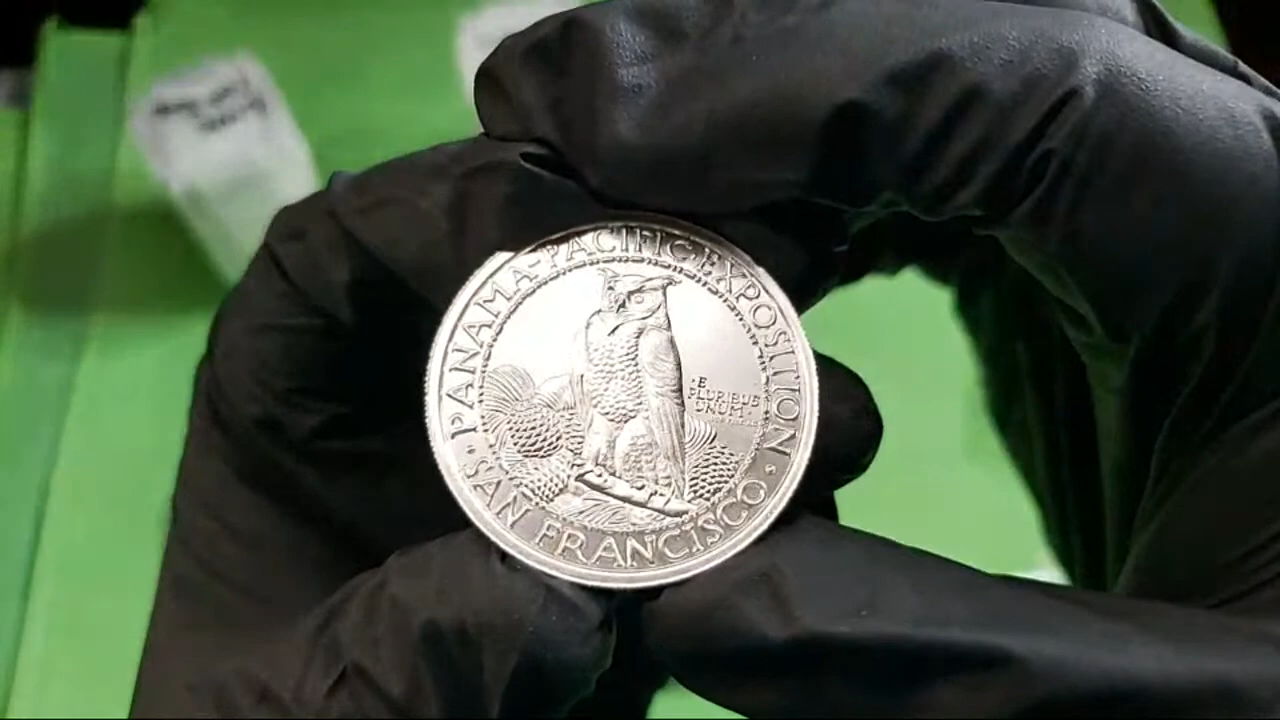 PANAMA-PACIFIC EXPOSITION
·E
PLURIBUS
UNUM·
SAN FRANCISCO